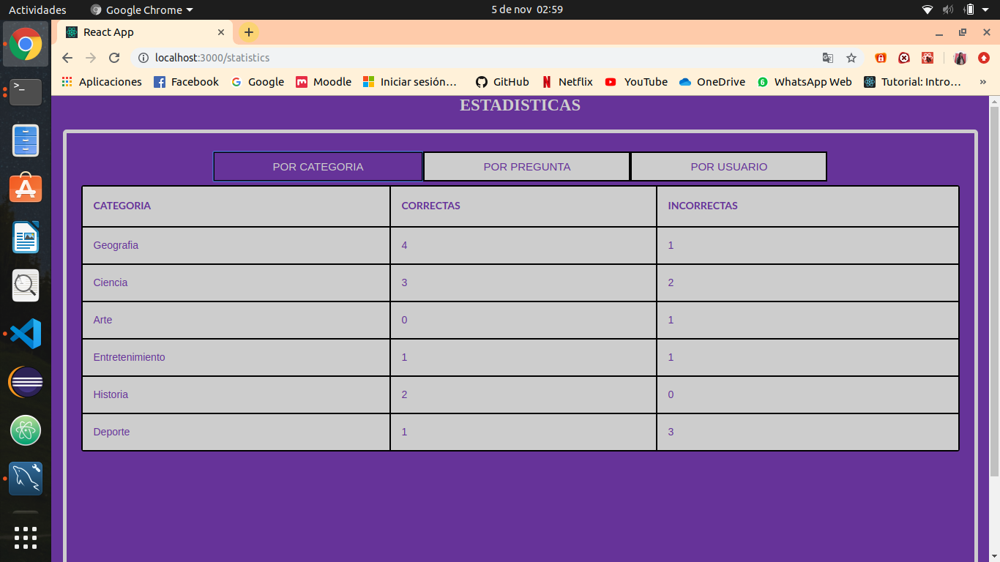 Actividades Google Chrome 5 de nov 02:59
React App
localhost:3000/statistics
Aplicaciones Facebook Google Moodle Iniciar sesión… GitHub Netflix YouTube OneDrive 6 WhatsApp Web Tutorial: Intro… »
ESTADISTICAS
POR CATEGORIA POR PREGUNTA POR USUARIO
CATEGORIA CORRECTAS INCORRECTAS
Geografia 4 1
Ciencia 3 2
Arte 0 1
Entretenimiento 1 1
Historia 2 0
Deporte 1 3